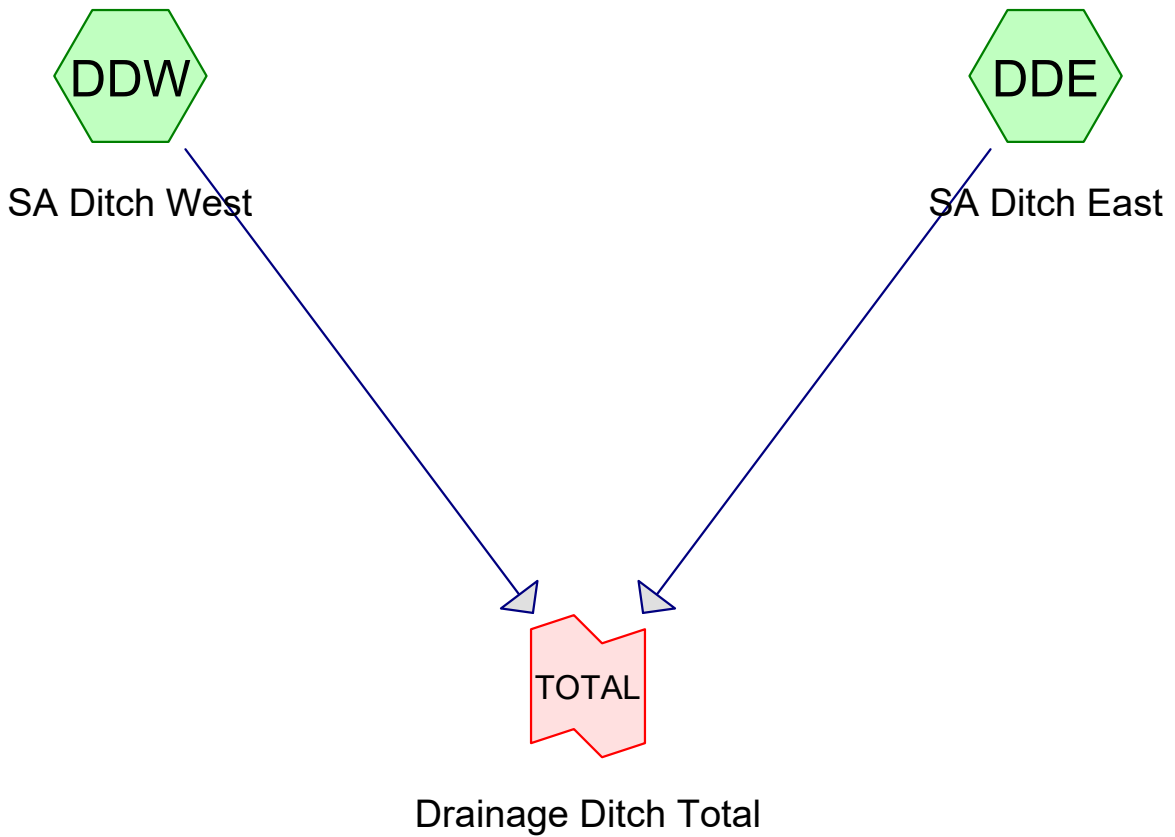 DDW
DDE
SA Ditch West
SA Ditch East
TOTAL
Drainage Ditch Total